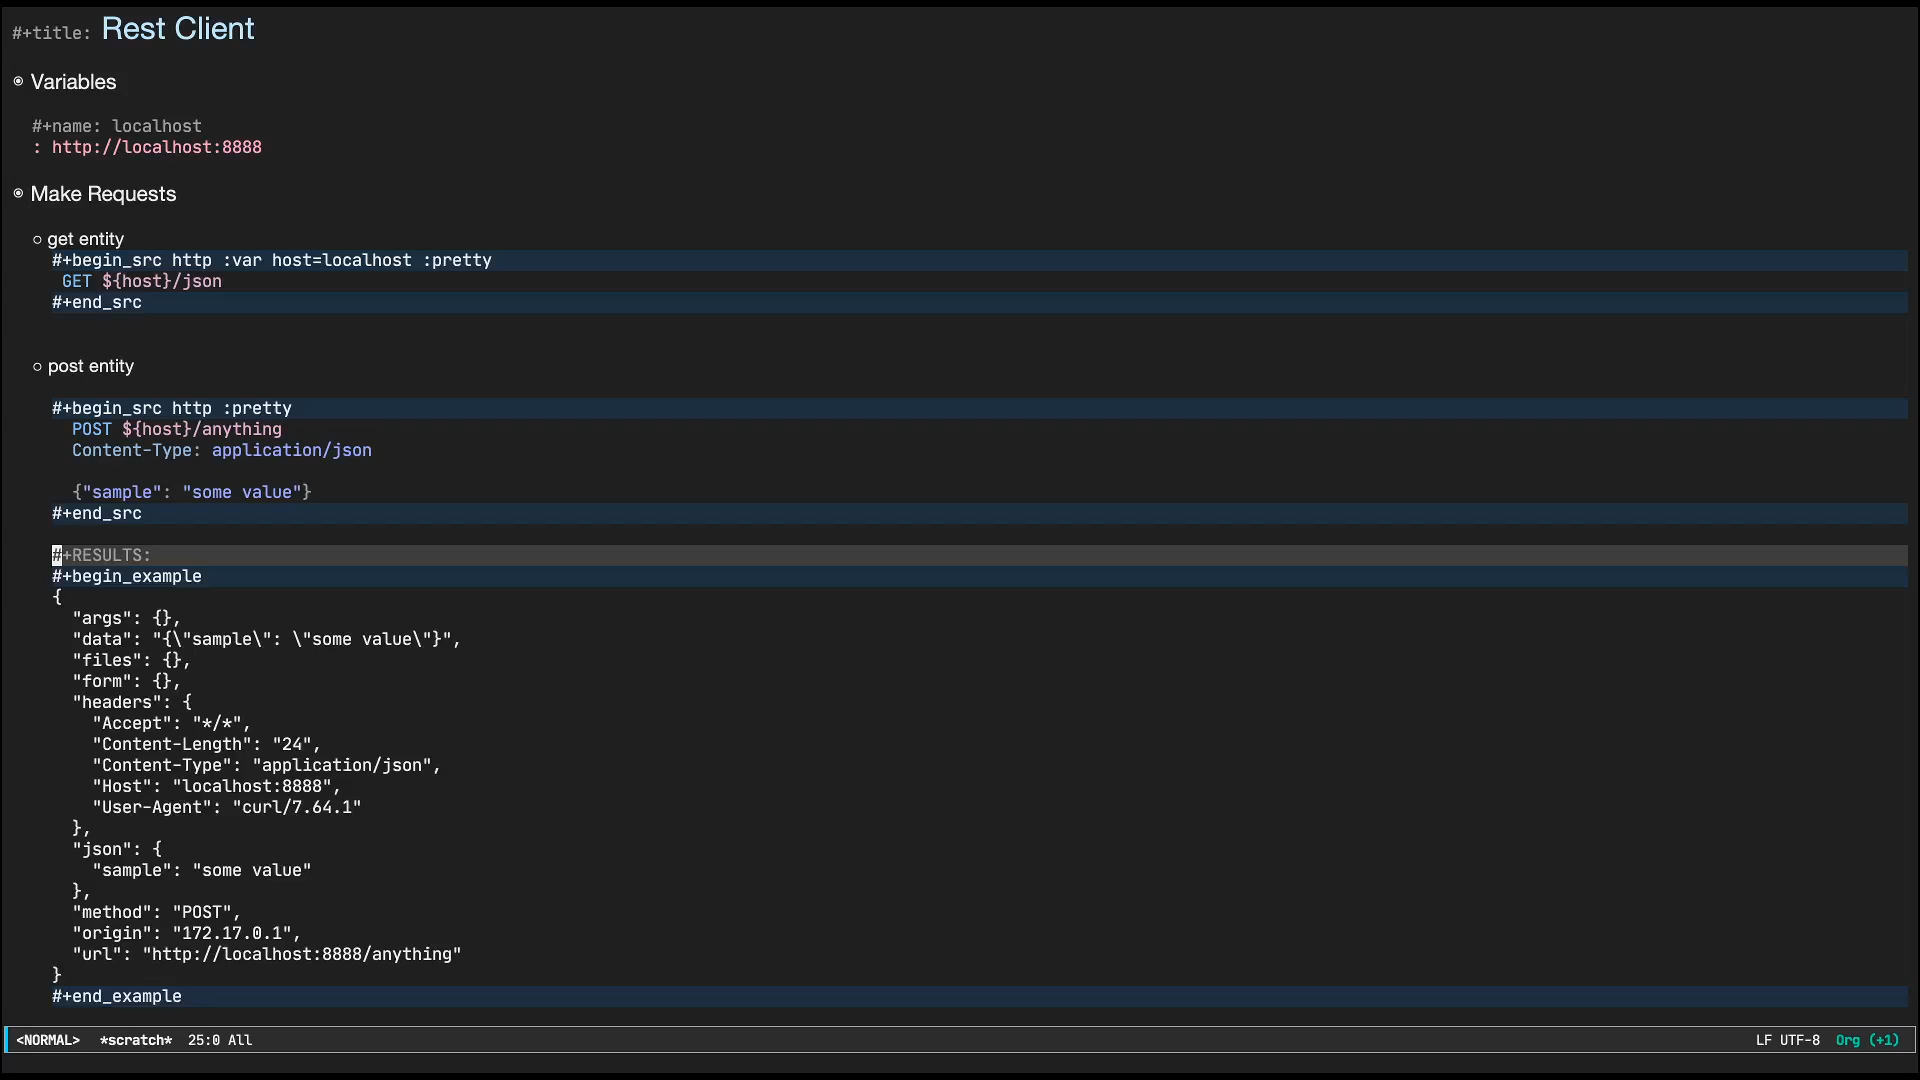 #+title: Rest Client
Variables
#+name: localhost
: http://localhost:8888
Make Requests
get entity
#+begin_src http :var host=localhost :pretty
GET ${host}/json
#+end_src
post entity
#+begin_src http :pretty
POST ${host}/anything
Content-Type: application/json
{"sample": "some value"}
#+end_src
#+RESULTS:
#+begin_example
{
"args": {},
"data": "{\"sample\": \"some value\"}",
"files": {},
"form": {},
"headers": {
"Accept": "*/*",
"Content-Length": "24",
"Content-Type": "application/json",
"Host": "localhost:8888",
"User-Agent": "curl/7.64.1"
},
"json": {
"sample": "some value"
},
"method": "POST",
"origin": "172.17.0.1",
"url": "http://localhost:8888/anything"
}
#+end_example
<NORMAL> *scratch* 25:0 All LF UTF-8 Org (+1)